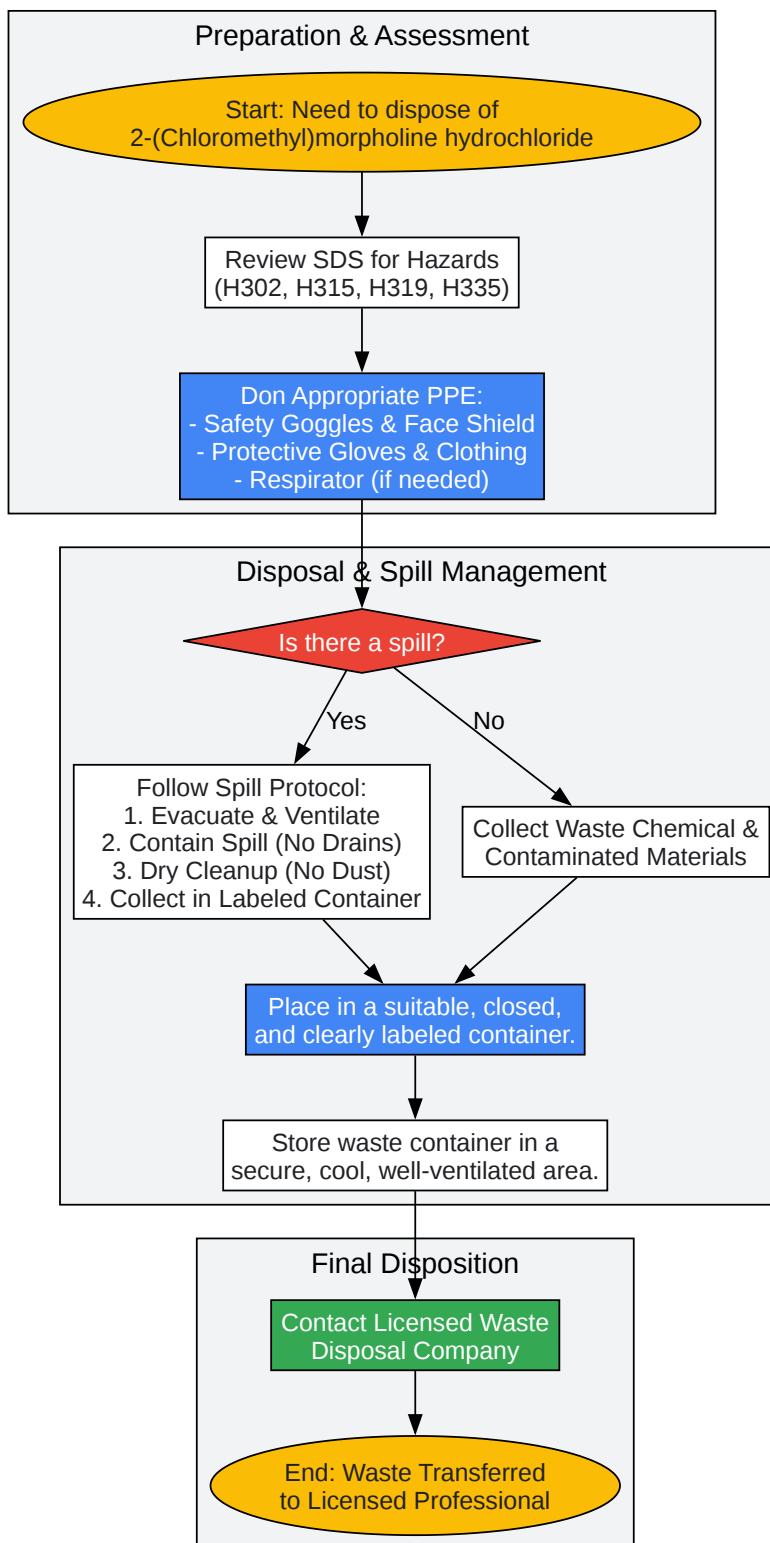 Preparation & Assessment
Start: Need to dispose of
2-(Chloromethyl)morpholine hydrochloride
Review SDS for Hazards
(H302, H315, H319, H335)
Don Appropriate PPE:
- Safety Goggles & Face Shield
- Protective Gloves & Clothing
- Respirator (if needed)
Disposal & Spill Management
Is there a spill?
Yes
No
Follow Spill Protocol:
1. Evacuate & Ventilate
2. Contain Spill (No Drains)
3. Dry Cleanup (No Dust)
4. Collect in Labeled Container
Collect Waste Chemical &
Contaminated Materials
Place in a suitable, closed,
and clearly labeled container.
Store waste container in a
secure, cool, well-ventilated area.
Final Disposition
Contact Licensed Waste
Disposal Company
End: Waste Transferred
to Licensed Professional